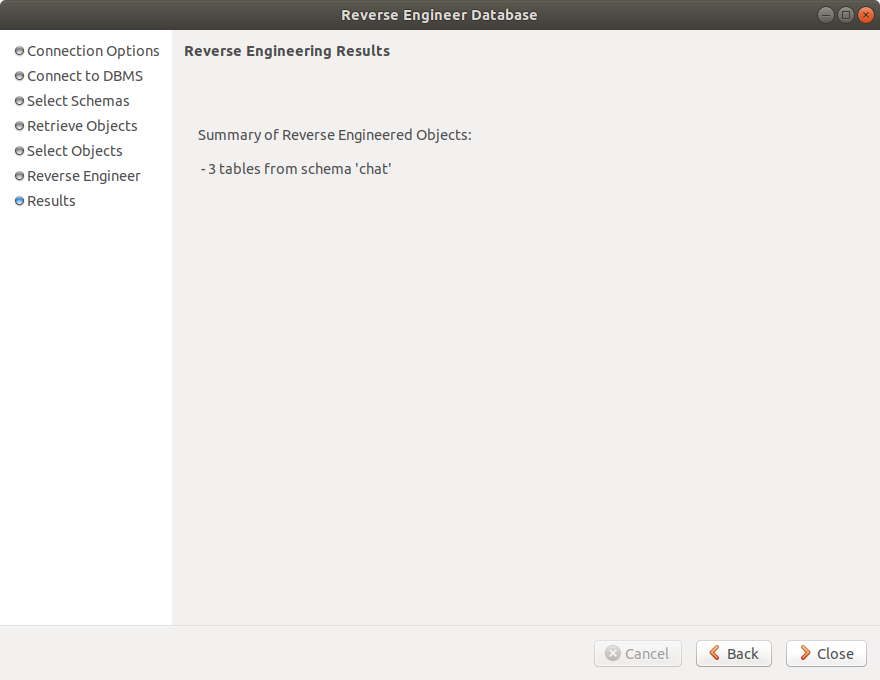 Reverse Engineer Database
Connection Options
Connect to DBMS
Select Schemas
Retrieve Objects
Select Objects
Reverse Engineer
Results
Reverse Engineering Results
Summary of Reverse Engineered Objects:
- 3 tables from schema 'chat'
Cancel
Back
Close